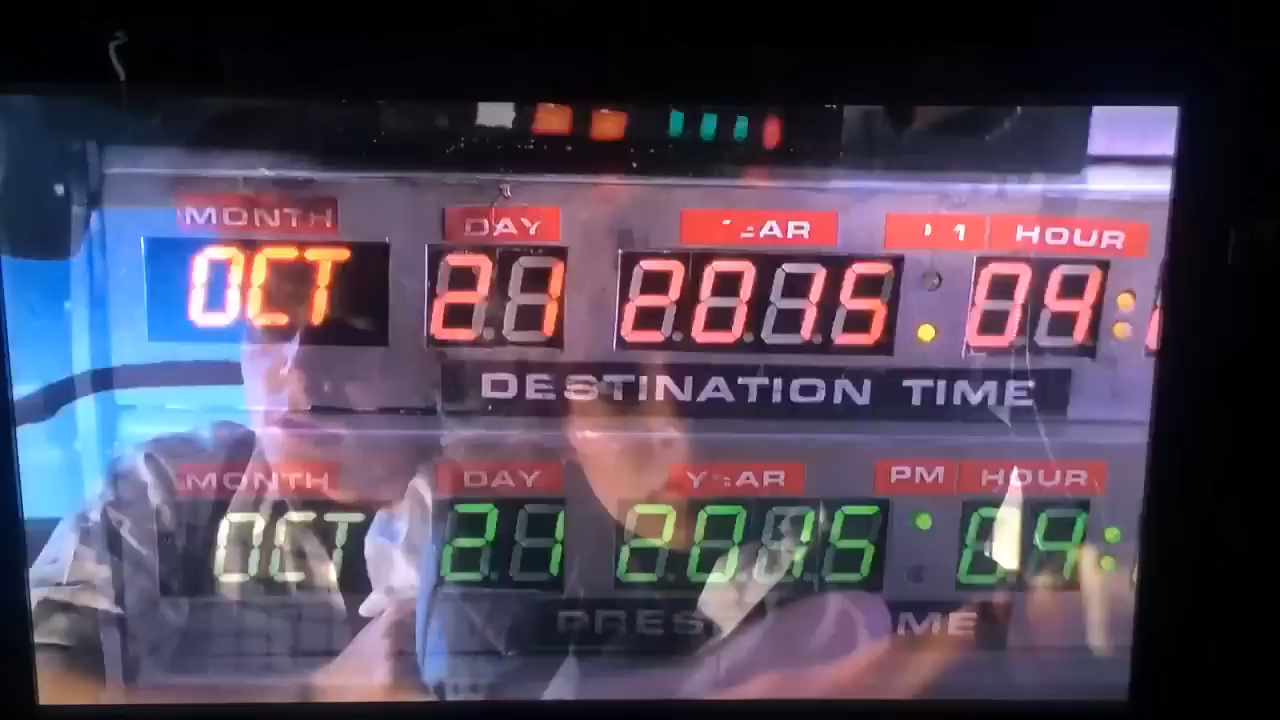 MONTH DAY HOUR
OCT 21 2015 04
DESTINATION TIME
MONTH DAY PM HOUR
OCT 21 2015 04